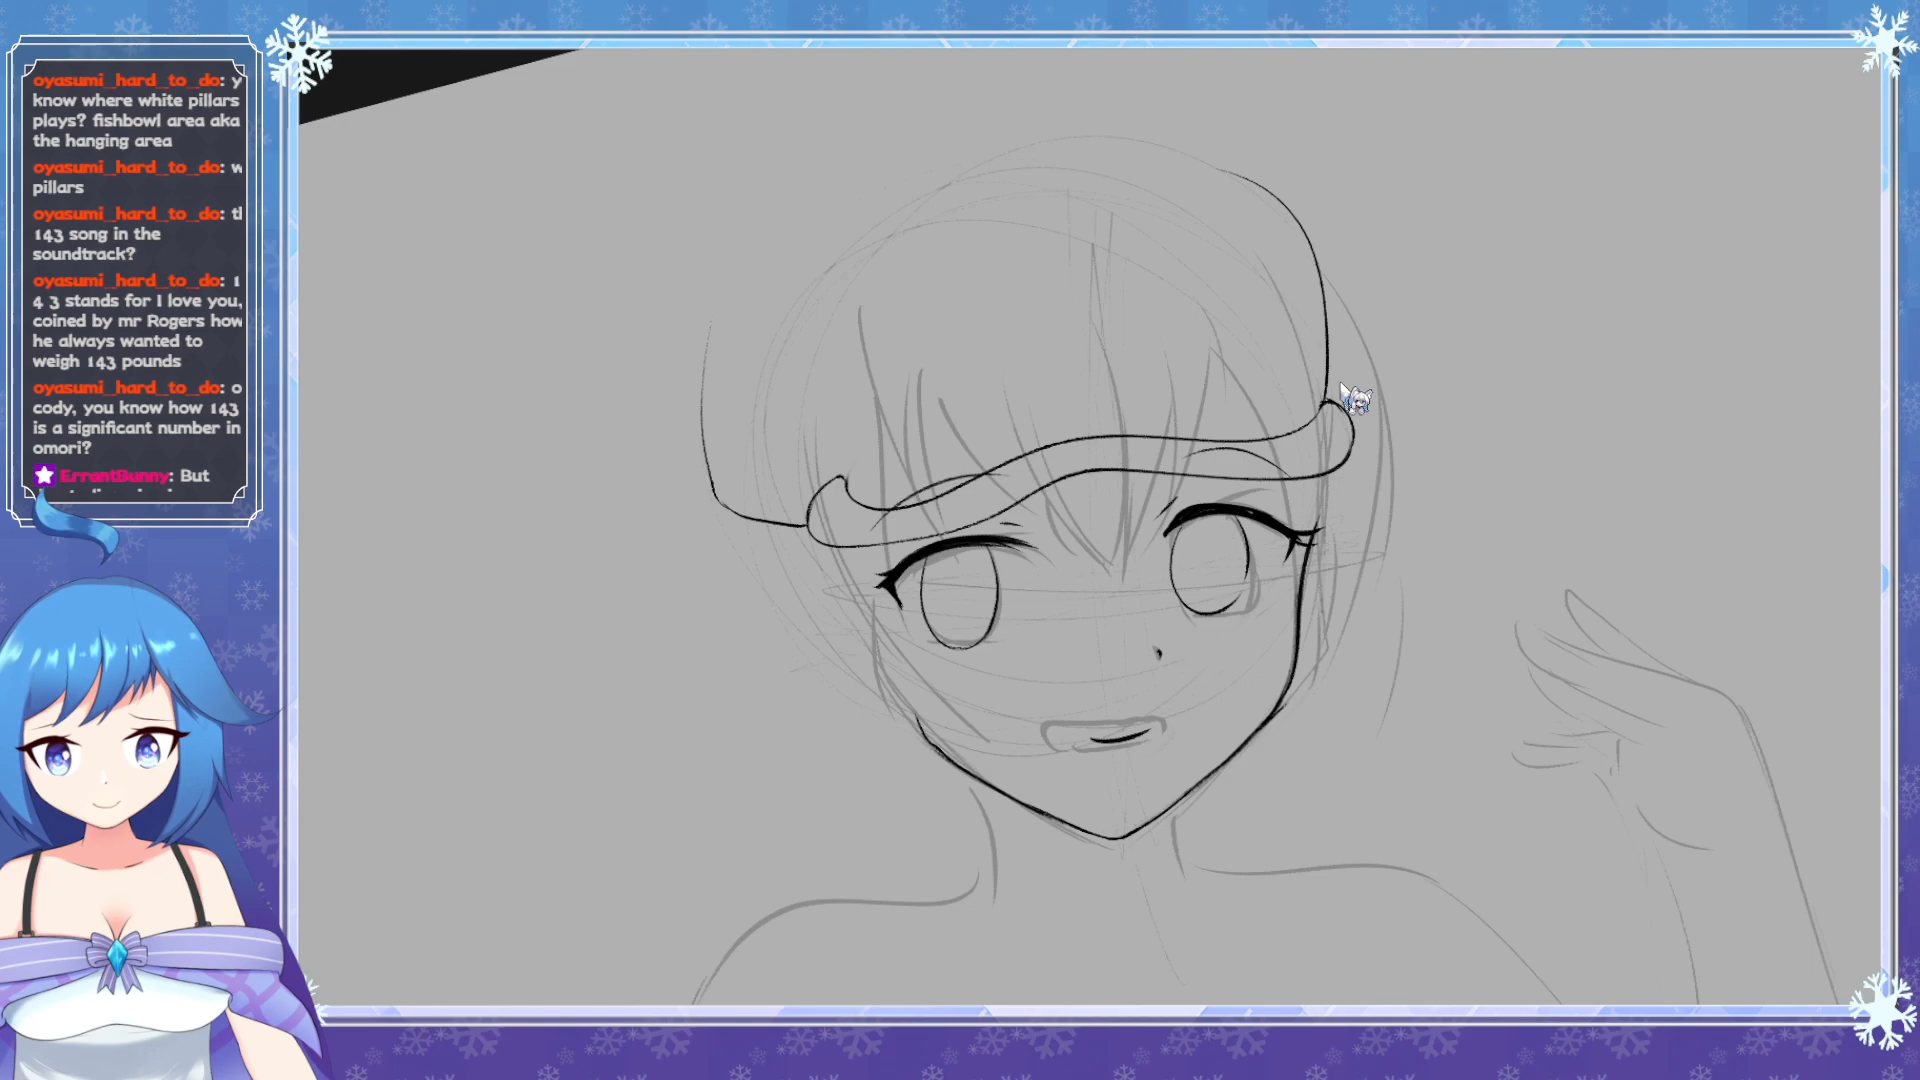 oyasumi_hard_to_do: y
know where white pillars
plays? fishbowl area aka
the hanging area
oyasumi_hard_to_do: w
pillars
oyasumi_hard_to_do: tl
143 song in the
soundtrack?
oyasumi_hard_to_do: 1
4 3 stands for I love you,
coined by mr Rogers how
he always wanted to
weigh 143 pounds
oyasumi_hard_to_do: o
cody, you know how 143
is a significant number in
omori?
ErrantBunny: But